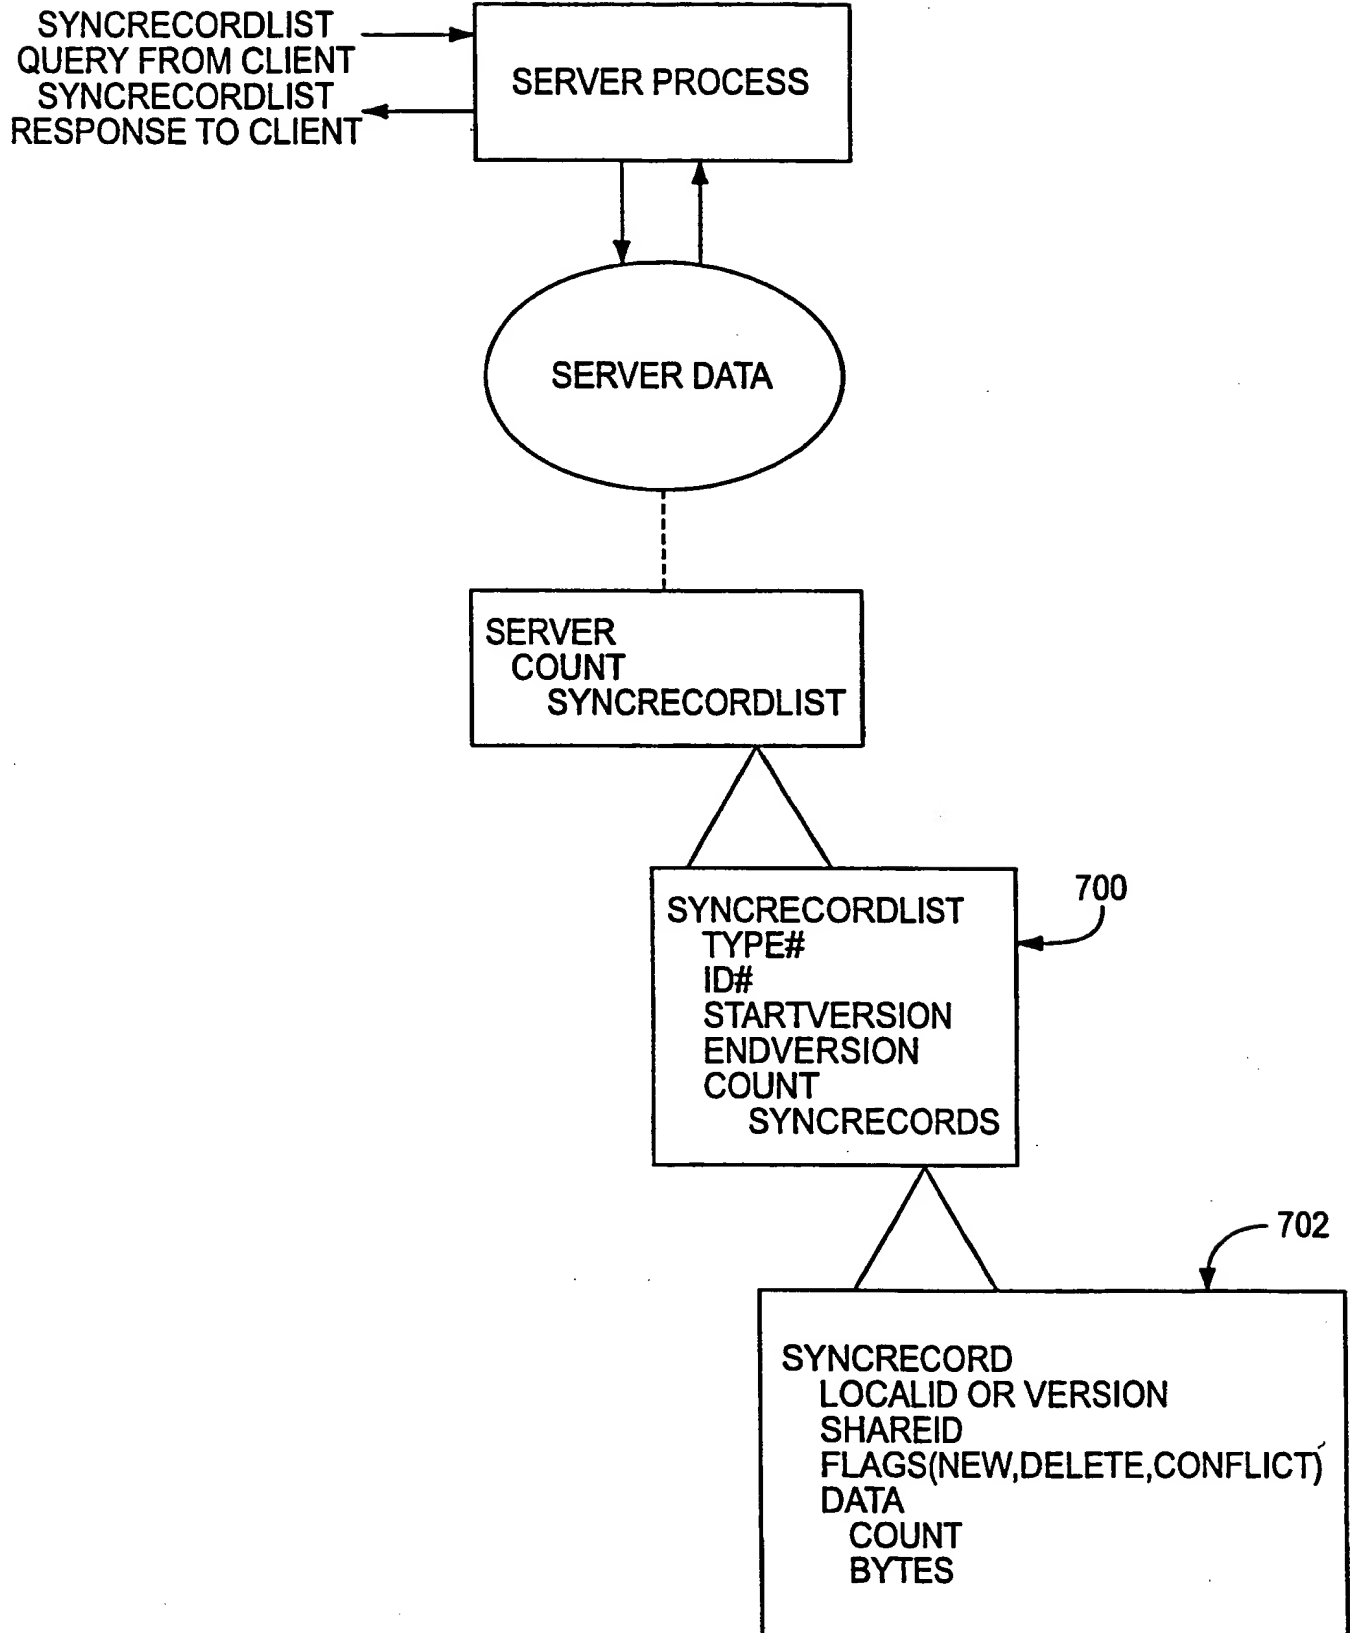 SYNCRECORDLIST
QUERY FROM CLIENT
SYNCRECORDLIST
RESPONSE TO CLIENT
SERVER PROCESS
SERVER DATA
SERVER
COUNT
SYNCRECORDLIST
700
SYNCRECORDLIST
TYPE#
ID#
STARTVERSION
ENDVERSION
COUNT
SYNCRECORDS
702
SYNCRECORD
LOCALID OR VERSION
SHAREID
FLAGS(NEW,DELETE,CONFLICT)
DATA
COUNT
BYTES